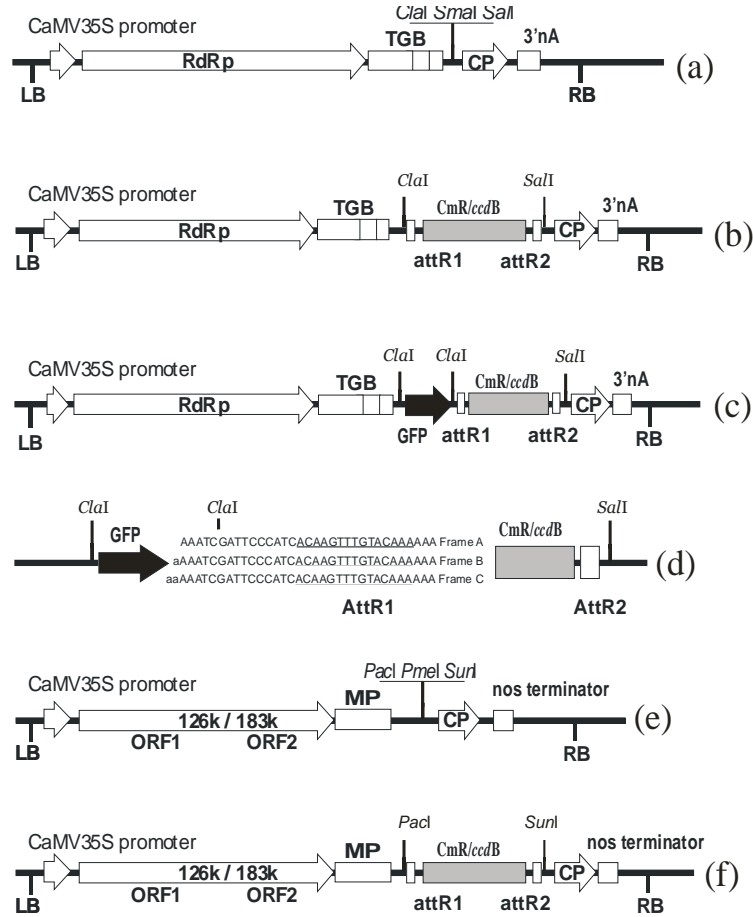 ClaI SmaI SalI
CaMV35S promoter
TGB
3'nA
RdRp
CP
LB
RB
(a)
ClaI
SalI
CaMV35S promoter
TGB
CmR/ccdB
3'nA
RdRp
CP
LB
attR1
attR2
RB
(b)
ClaI
ClaI
SalI
CaMV35S promoter
TGB
CmR/ccdB
3'nA
RdRp
CP
LB
GFP
attR1
attR2
RB
(c)
ClaI
ClaI
SalI
GFP
CmR/ccdB
AAATCGATTCCCATCACAAGTTTGTACAAAAAA Frame A
aAAATCGATTCCCATCACAAGTTTGTACAAAAAA Frame B
aaAAATCGATTCCCATCACAAGTTTGTACAAAAAA Frame C
AttR1
AttR2
(d)
PacI PmeI SunI
CaMV35S promoter
MP
nos terminator
126k / 183k
CP
ORF1
ORF2
LB
RB
(e)
PacI
SunI
CaMV35S promoter
MP
CmR/ccdB
nos terminator
126k / 183k
CP
ORF1
ORF2
LB
attR1
attR2
RB
(f)